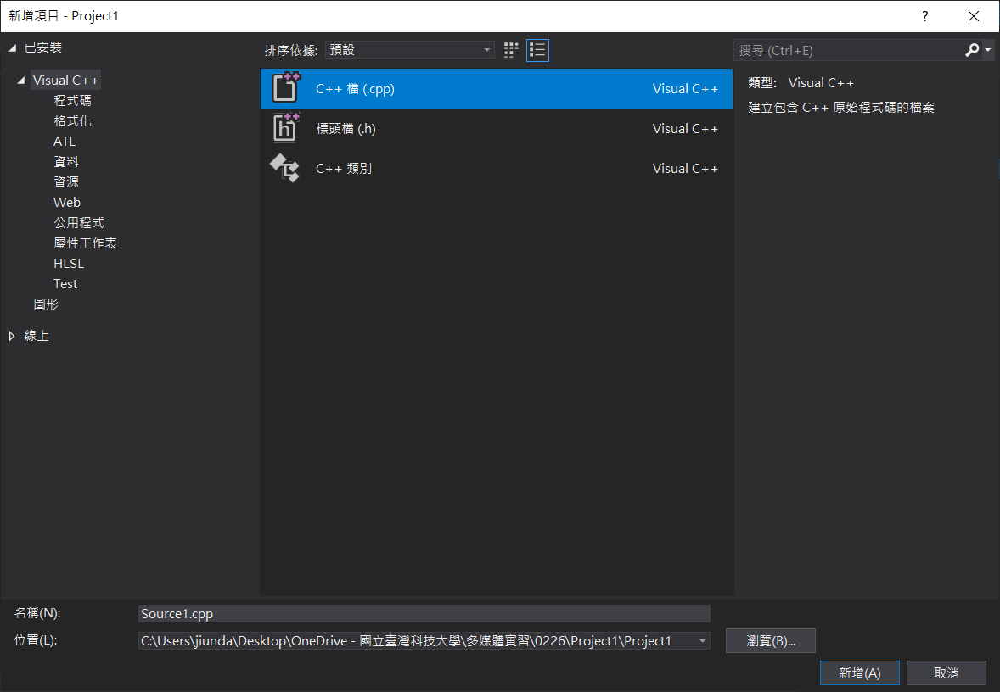 新增項目 - Project1
?
已安裝
Visual C++
程式碼
格式化
ATL
資料
資源
Web
公用程式
屬性工作表
HLSL
Test
圖形
線上
排序依據: 預設
C++ 檔 (.cpp) Visual C++
標頭檔 (.h) Visual C++
C++ 類別 Visual C++
搜尋 (Ctrl+E)
類型: Visual C++
建立包含 C++ 原始程式碼的檔案
名稱(N): Source1.cpp
位置(L): C:\Users\jiunda\Desktop\OneDrive - 國立臺灣科技大學\多媒體實習\0226\Project1\Project1
瀏覽(B)...
新增(A)
取消